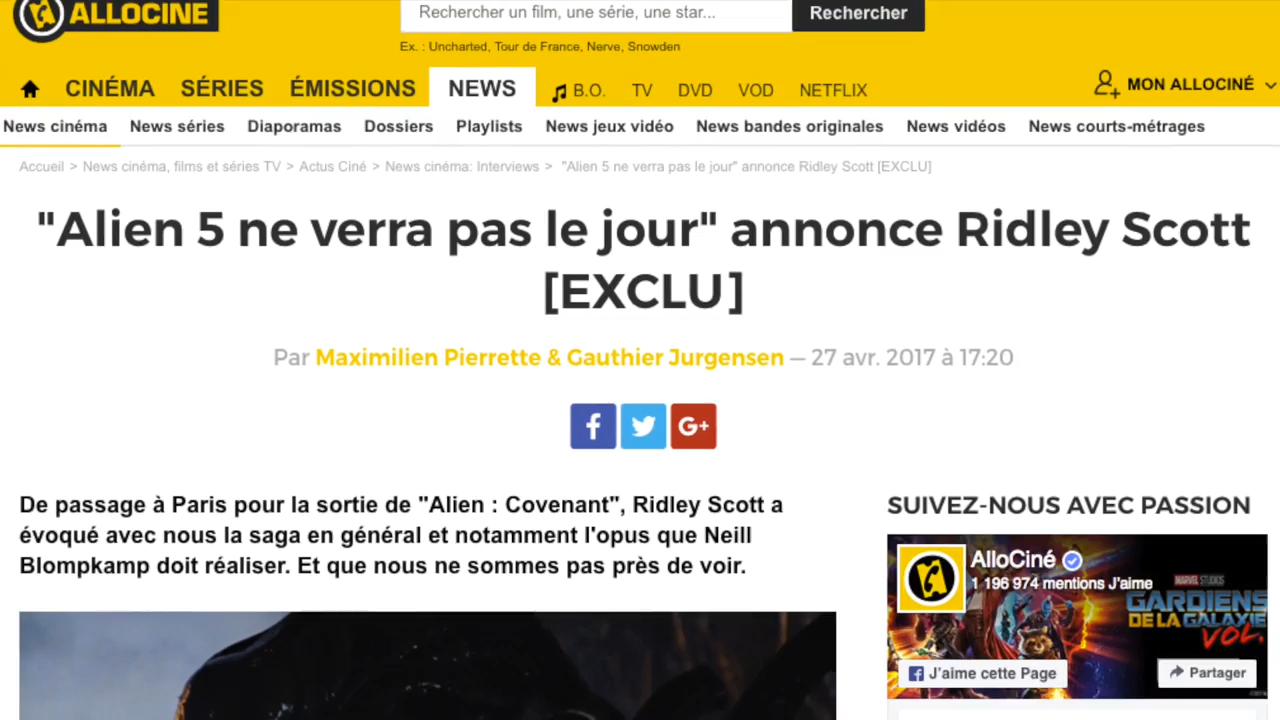 ALLOCINE
Rechercher un film, une série, une star...
Rechercher
Ex. : Uncharted, Tour de France, Nerve, Snowden
CINÉMA SÉRIES ÉMISSIONS NEWS B.O. TV DVD VOD NETFLIX
MON ALLOCINÉ
News cinéma News séries Diaporamas Dossiers Playlists News jeux vidéo News bandes originales News vidéos News courts-métrages
Accueil > News cinéma, films et séries TV > Actus Ciné > News cinéma: Interviews > "Alien 5 ne verra pas le jour" annonce Ridley Scott [EXCLU]
"Alien 5 ne verra pas le jour" annonce Ridley Scott
[EXCLU]
Par Maximilien Pierrette & Gauthier Jurgensen — 27 avr. 2017 à 17:20
f G+
De passage à Paris pour la sortie de "Alien : Covenant", Ridley Scott a
évoqué avec nous la saga en général et notamment l'opus que Neill
Blompkamp doit réaliser. Et que nous ne sommes pas près de voir.
SUIVEZ-NOUS AVEC PASSION
AlloCiné
1 196 974 mentions J'aime
MARVEL STUDIOS
GARDIENS
DE LA GALAXIE
VOL.
J'aime cette Page
Partager